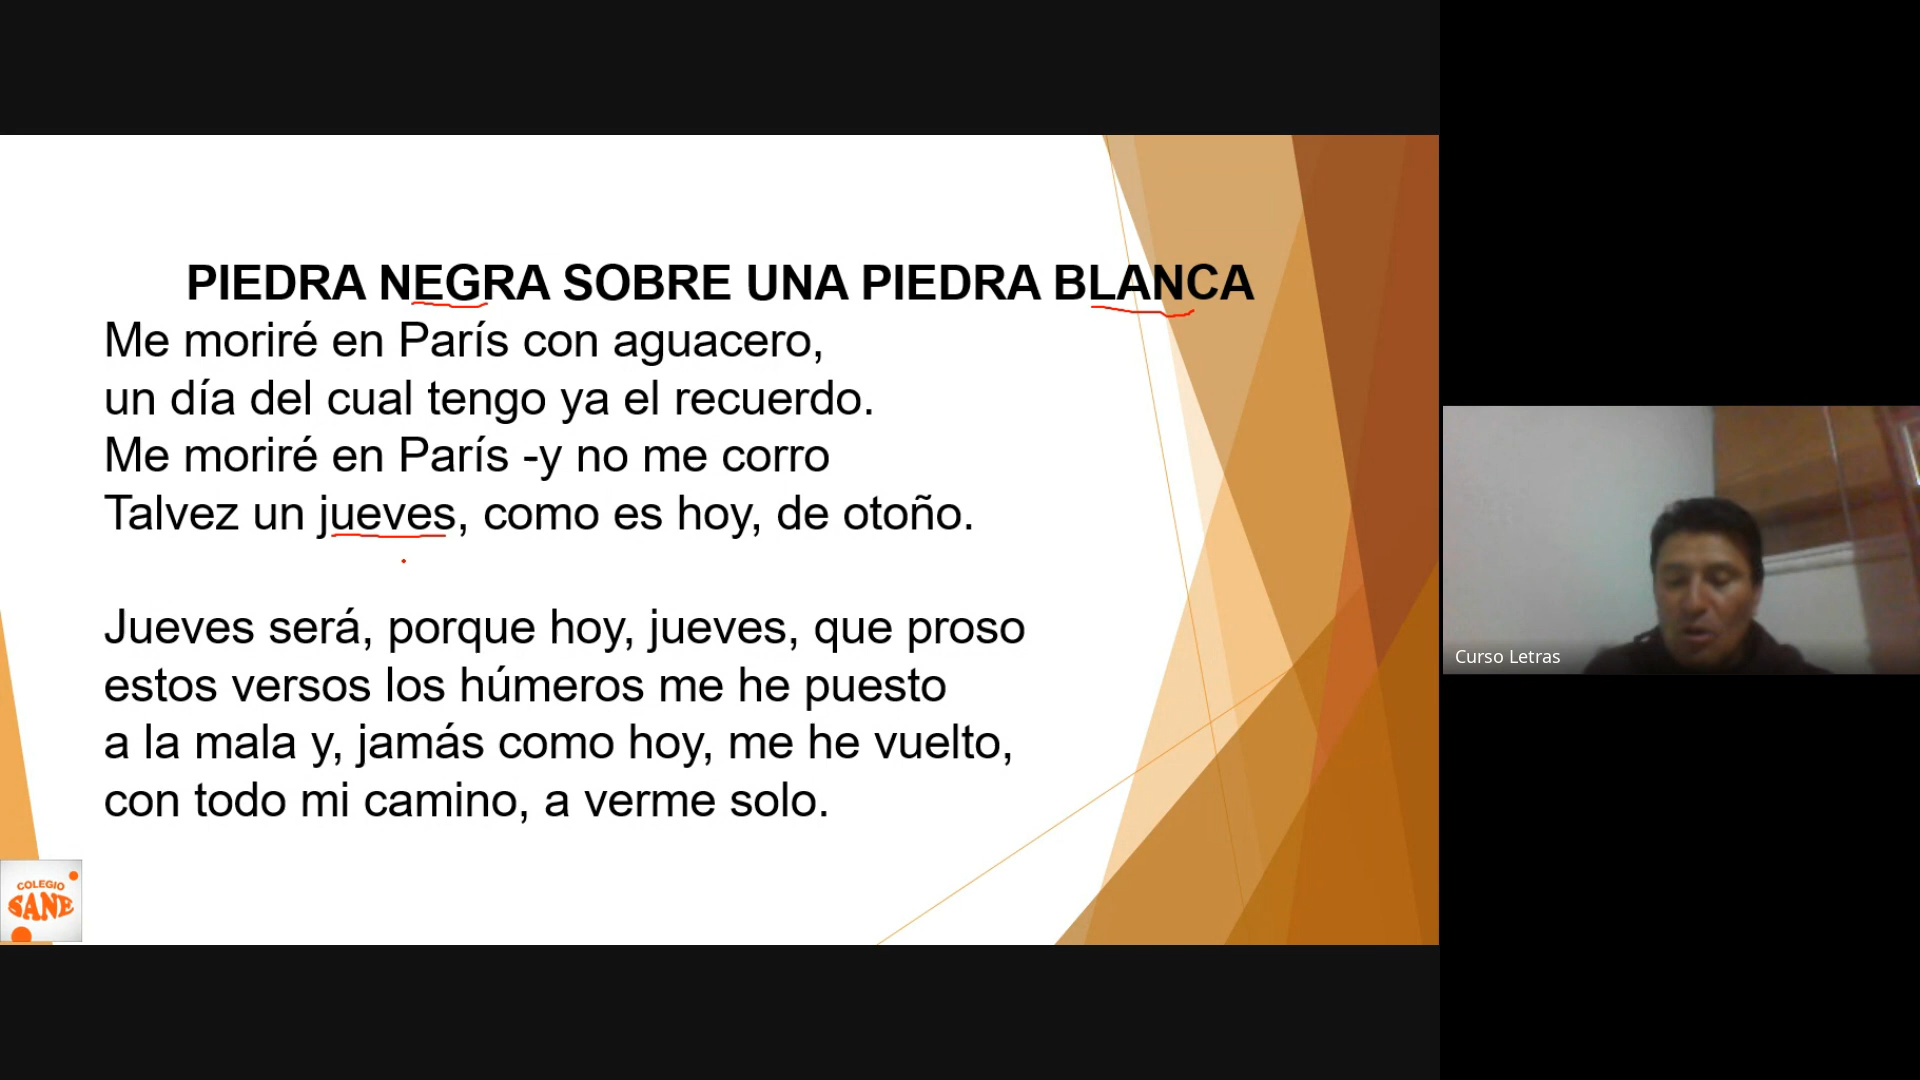 PIEDRA NEGRA SOBRE UNA PIEDRA BLANCA
Me moriré en París con aguacero,
un día del cual tengo ya el recuerdo.
Me moriré en París -y no me corro
Talvez un jueves, como es hoy, de otoño.
Jueves será, porque hoy, jueves, que proso
estos versos los húmeros me he puesto
a la mala y, jamás como hoy, me he vuelto,
con todo mi camino, a verme solo.
COLEGIO
SANE
Curso Letras